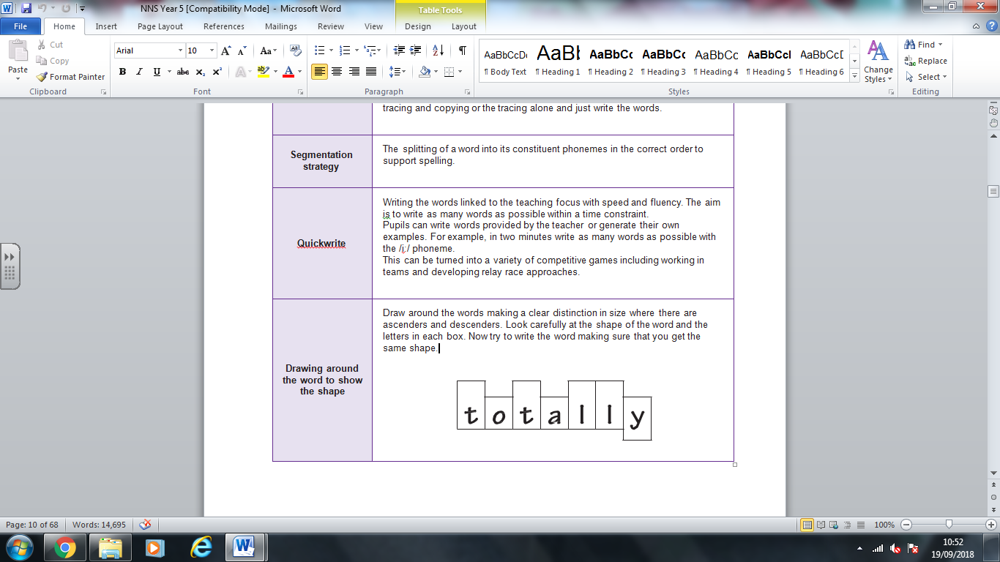 NNS Year 5 [Compatibility Mode] - Microsoft Word
Table Tools
File Home Insert Page Layout References Mailings Review View Design Layout
Paste
Cut
Copy
Format Painter
Clipboard
Arial 10
B I U abc x₂ x²
Font
Paragraph
AaBbCcDc AaBl AaBbCc AaBbCc AaBbCc AaBbCcI AaBbCcD
¶ Body Text ¶ Heading 1 ¶ Heading 2 ¶ Heading 3 ¶ Heading 4 ¶ Heading 5 ¶ Heading 6
Change Styles
Styles
Find
Replace
Select
Editing
tracing and copying or the tracing alone and just write the words.
Segmentation
strategy
The splitting of a word into its constituent phonemes in the correct order to
support spelling.
Quickwrite
Writing the words linked to the teaching focus with speed and fluency. The aim
is to write as many words as possible within a time constraint.
Pupils can write words provided by the teacher or generate their own
examples. For example, in two minutes write as many words as possible with
the /i:/ phoneme.
This can be turned into a variety of competitive games including working in
teams and developing relay race approaches.
Drawing around
the word to show
the shape
Draw around the words making a clear distinction in size where there are
ascenders and descenders. Look carefully at the shape of the word and the
letters in each box. Now try to write the word making sure that you get the
same shape.
totally
Page: 10 of 68 Words: 14,695 100%
10:52
19/09/2018